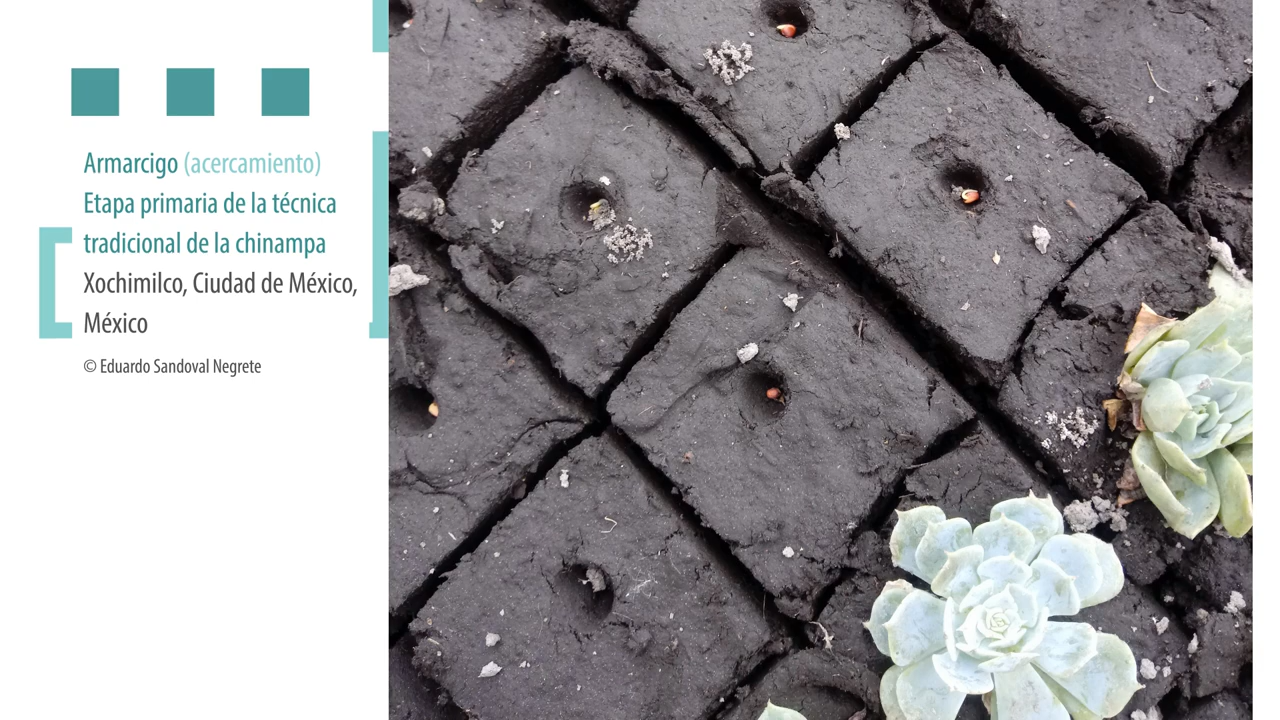 Armarcigo (acercamiento)
Etapa primaria de la técnica
tradicional de la chinampa
Xochimilco, Ciudad de México,
México
© Eduardo Sandoval Negrete